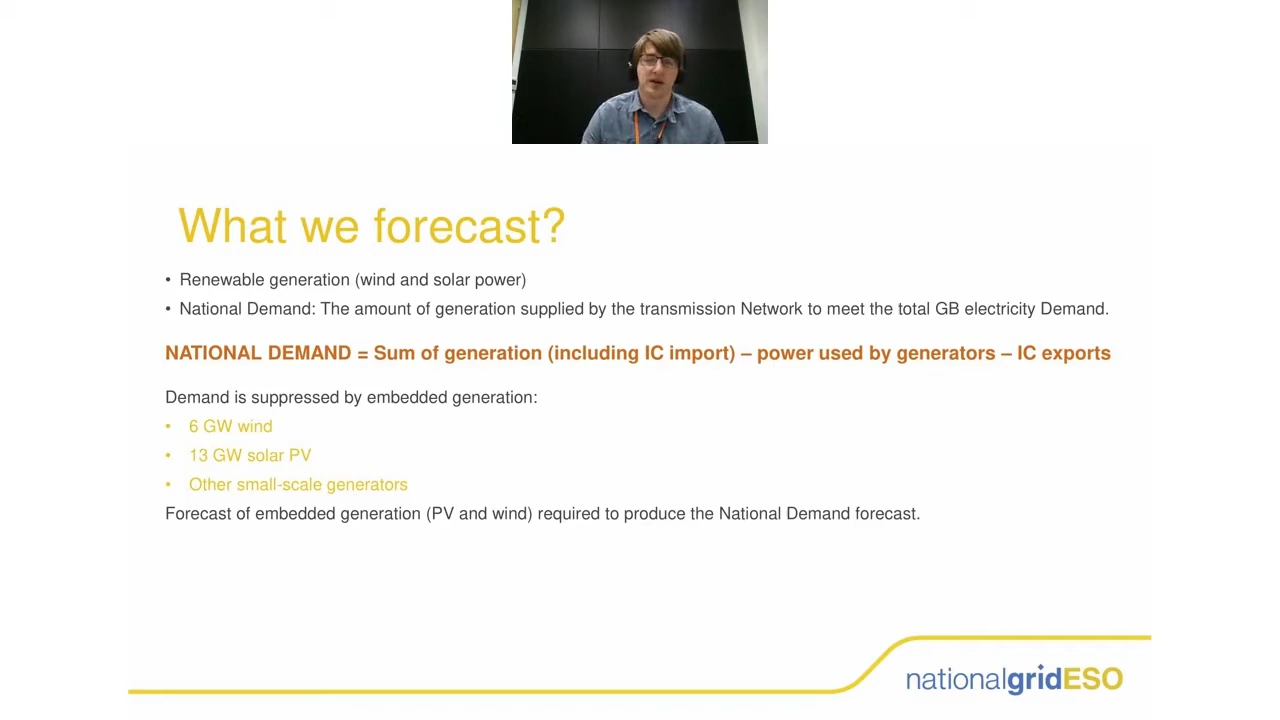 What we forecast?
• Renewable generation (wind and solar power)
• National Demand: The amount of generation supplied by the transmission Network to meet the total GB electricity Demand.
NATIONAL DEMAND = Sum of generation (including IC import) – power used by generators – IC exports
Demand is suppressed by embedded generation:
• 6 GW wind
• 13 GW solar PV
• Other small-scale generators
Forecast of embedded generation (PV and wind) required to produce the National Demand forecast.
nationalgridESO